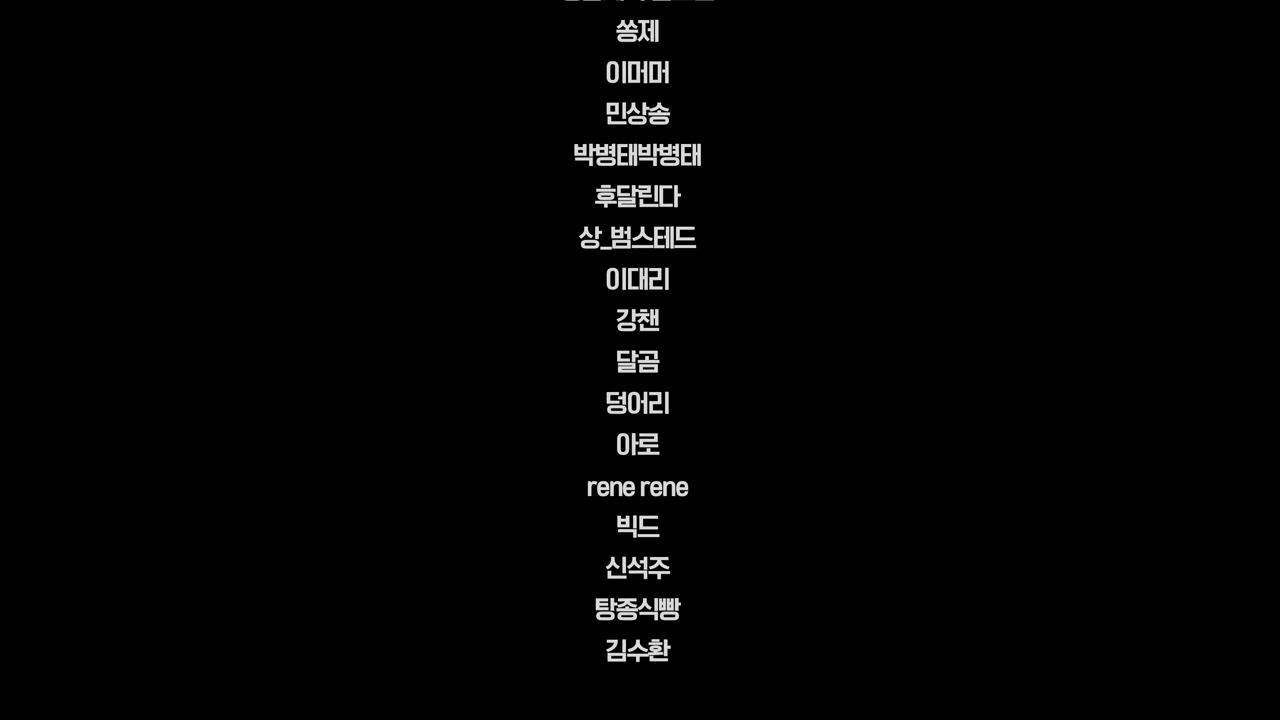 쏭제
이머머
민상송
박병태박병태
후달린다
상_범스테드
이대리
강챈
달곰
덩어리
아로
rene rene
빅드
신석주
탕종식빵
김수환